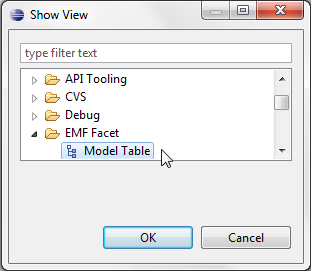 Show View
type filter text
API Tooling
CVS
Debug
EMF Facet
Model Table
OK
Cancel